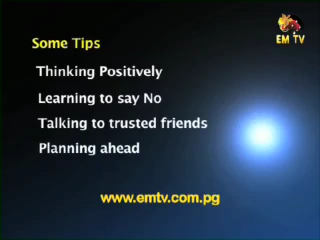 EM TV
Some Tips
Thinking Positively
Learning to say No
Talking to trusted friends
Planning ahead
www.emtv.com.pg